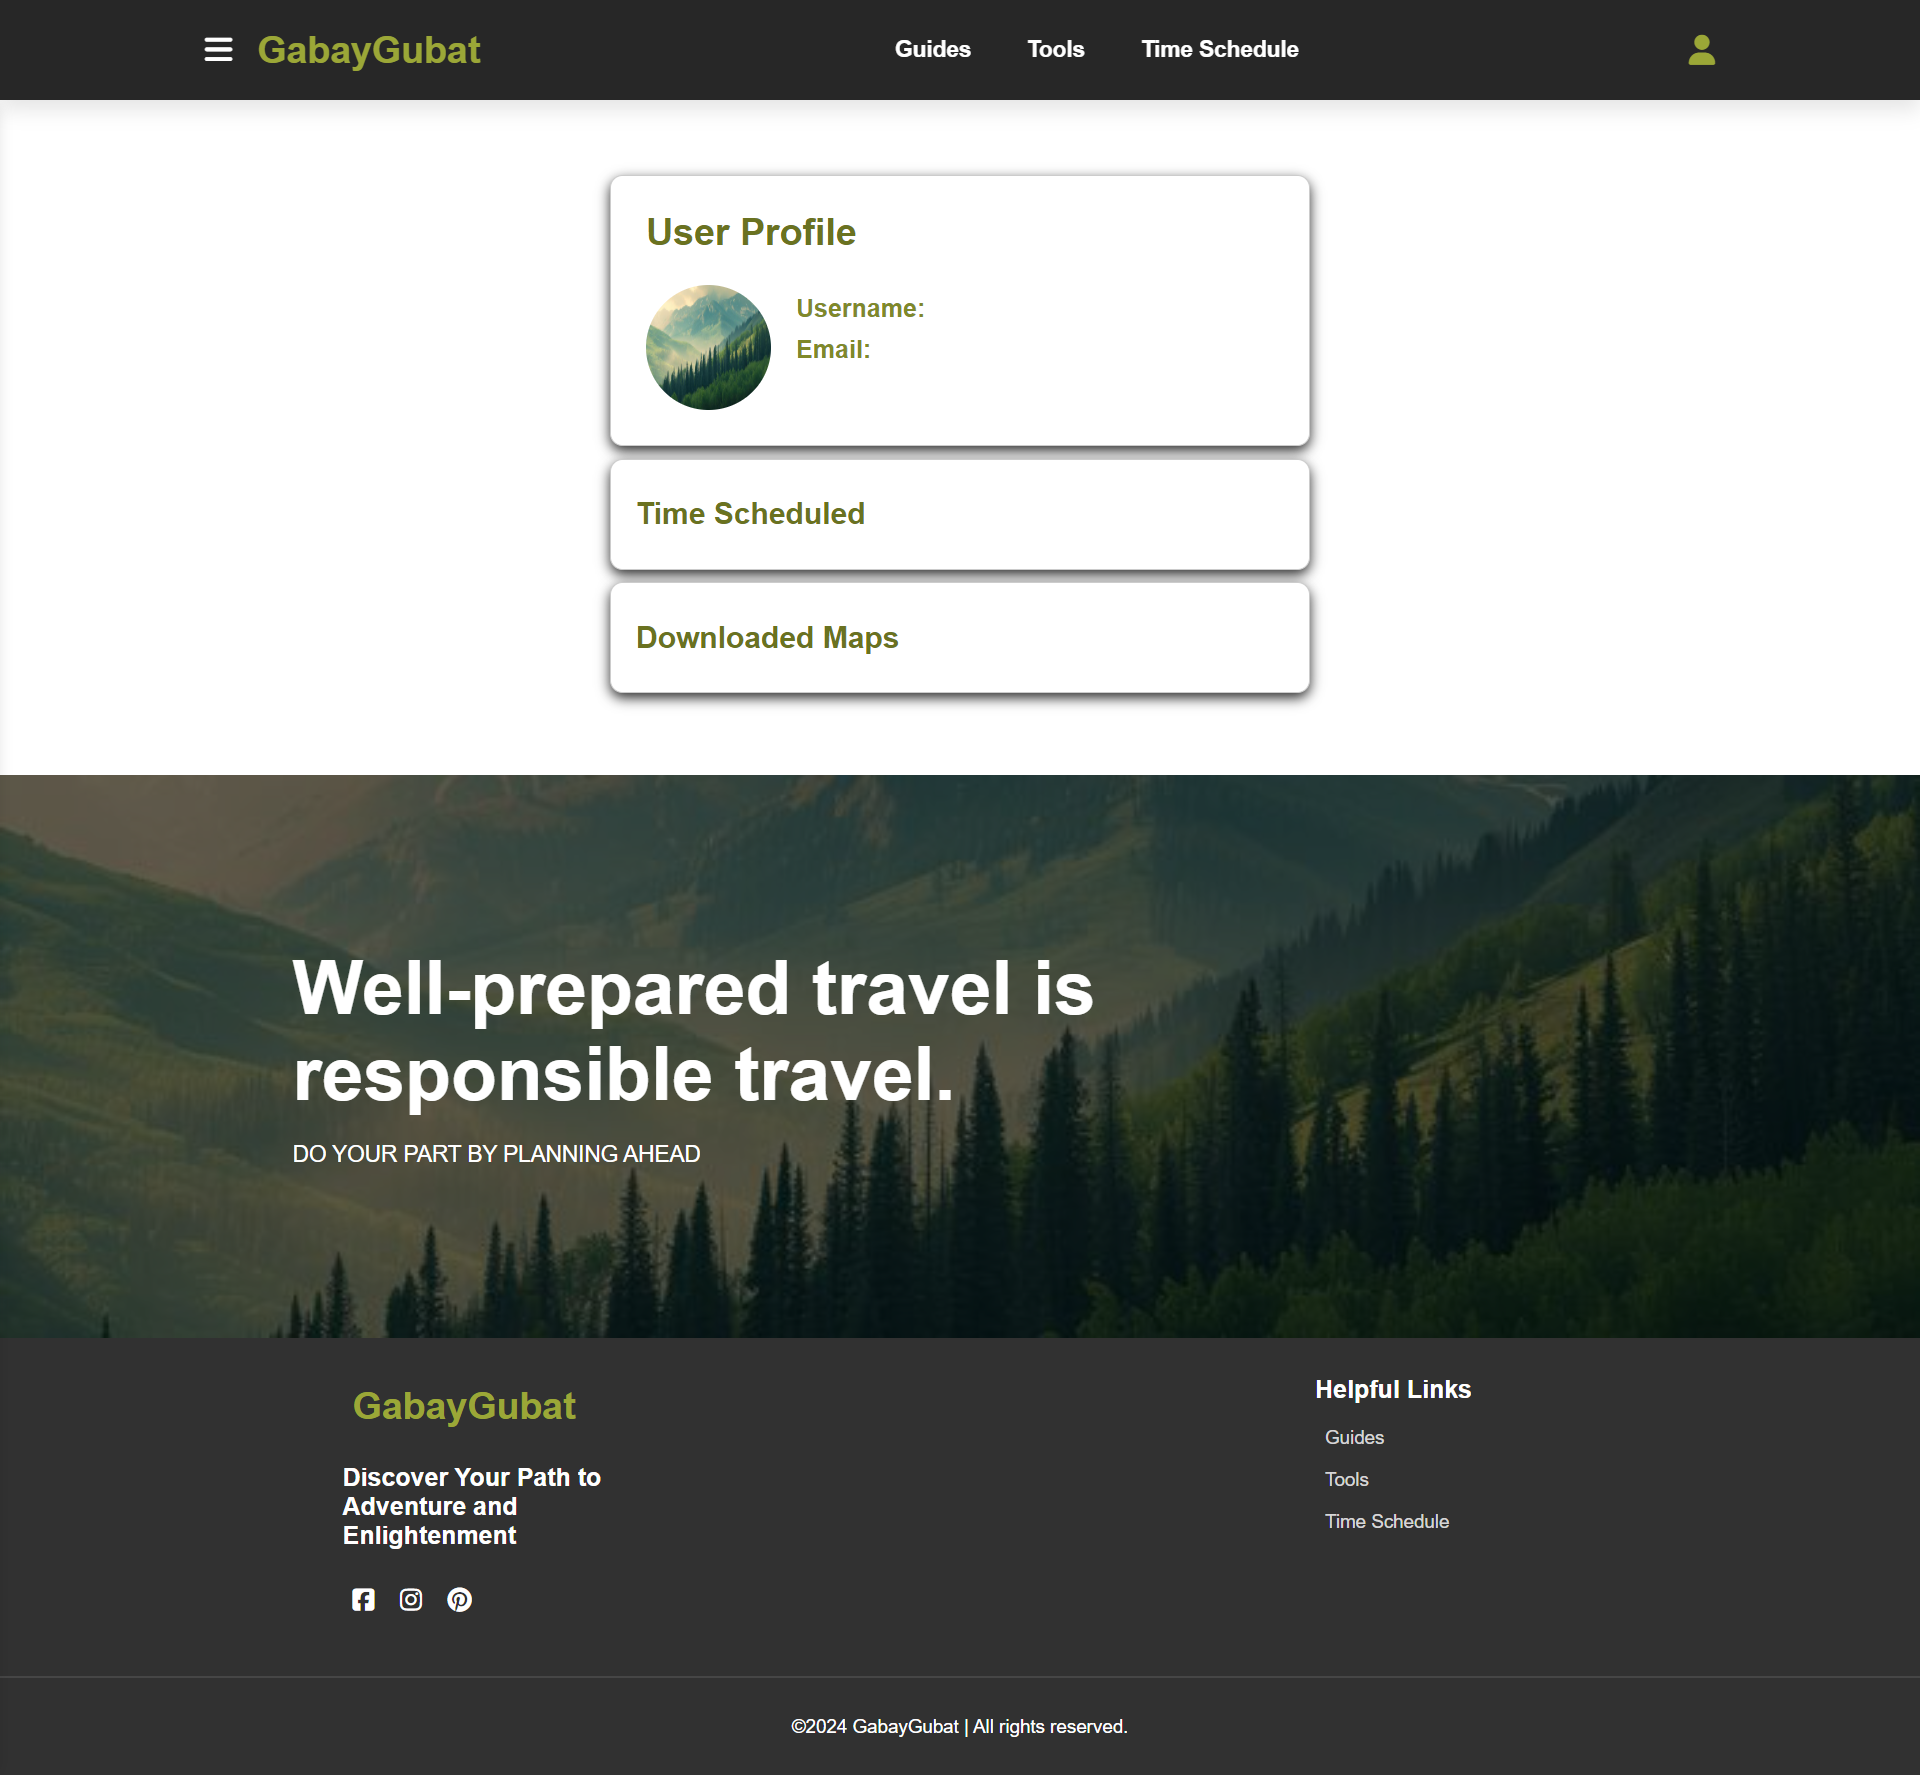 GabayGubat
Guides
Tools
Time Schedule
User Profile
Username:
Email:
Time Scheduled
Downloaded Maps
Well-prepared travel is
responsible travel.
DO YOUR PART BY PLANNING AHEAD
GabayGubat
Discover Your Path to
Adventure and
Enlightenment
Helpful Links
Guides
Tools
Time Schedule
©2024 GabayGubat | All rights reserved.